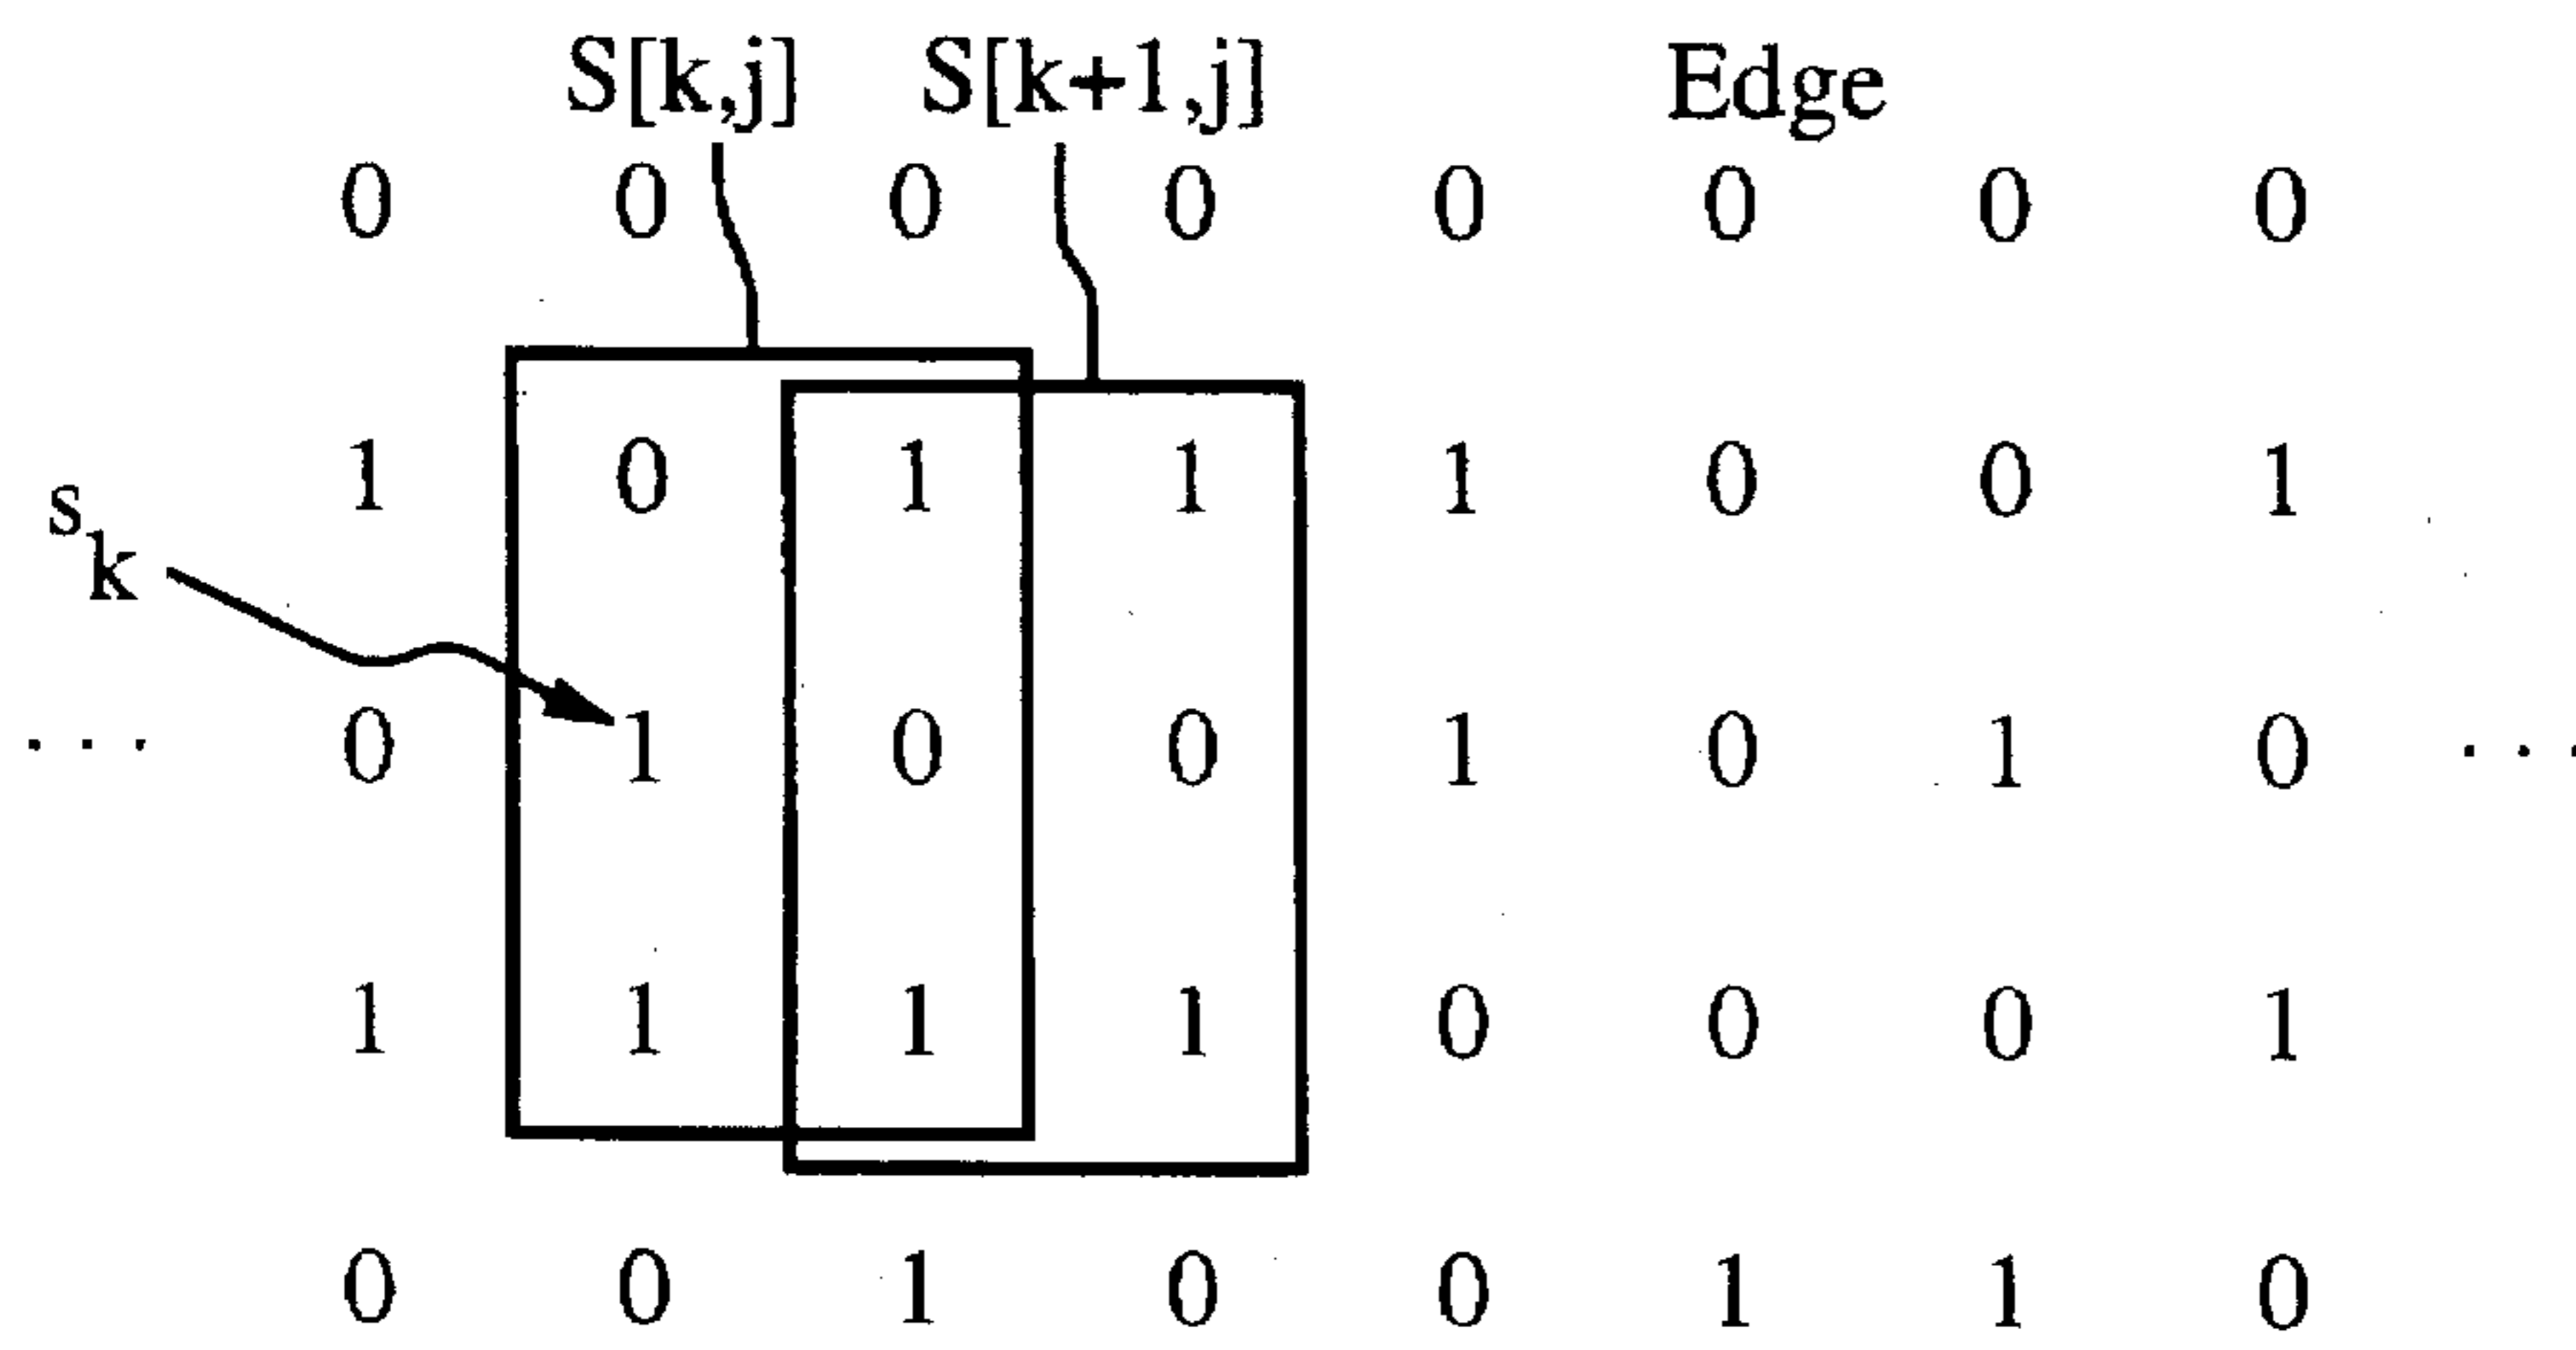 S[k,j] S[k+1,j] Edge
0 0 0 0 0 0 0 0
1 0 1 1 1 0 0 1
s_k
... 0 1 0 0 1 0 1 0 ...
1 1 1 1 0 0 0 1
0 0 1 0 0 1 1 0